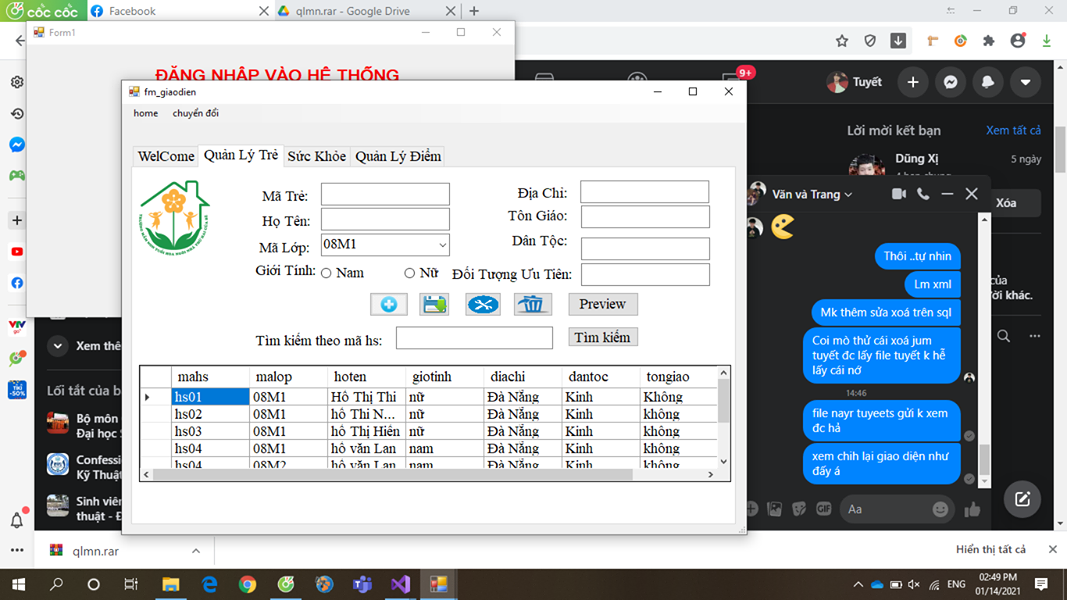 cốc cốc
Facebook
qlmn.rar - Google Drive
Form1
ĐĂNG NHẬP VÀO HỆ THỐNG
fm_giaodien
home
chuyển đổi
WelCome
Quản Lý Trẻ
Sức Khỏe
Quản Lý Điểm
Mã Trẻ:
Địa Chỉ:
Họ Tên:
Tôn Giáo:
Mã Lớp:
08M1
Dân Tộc:
Giới Tính:
Nam
Nữ
Đối Tượng Ưu Tiên:
Preview
Tìm kiếm theo mã hs:
Tìm kiếm
mahs malop hoten giotinh diachi dantoc tongiao
hs01 08M1 Hồ Thị Thi nữ Đà Nẵng Kinh Không
hs02 08M1 hồ Thi N... nữ Đà Nẵng Kinh không
hs03 08M1 hồ Thị Hiền nữ Đà Nẵng Kinh không
hs04 08M1 hồ văn Lan nam Đà Nẵng Kinh không
hs04 08M2 hồ văn Lan nam Đà Nẵng Kinh không
9+
Tuyết
Lời mời kết bạn
Xem tất cả
Dũng Xị
5 ngày
Xóa
Văn và Trang
Thôi ..tự nhin
Lm xml
Mk thêm sửa xoá trên sql
Coi mò thử cái xoá jum
tuyết đc lấy file tuyết k hễ
lấy cái nớ
14:46
file nayr tuyeets gửi k xem
đc hả
xem chih lại giao diện như
đấy á
Aa
GIF
của
ời khác.
Xem thê
Lối tắt của b
Bộ môn
Đại học S
Confessi
Kỹ Thuật
Sinh viên
thuật - Đ
VTV
go
TIKI
-50%
qlmn.rar
Hiển thị tất cả
ENG
02:49 PM
01/14/2021